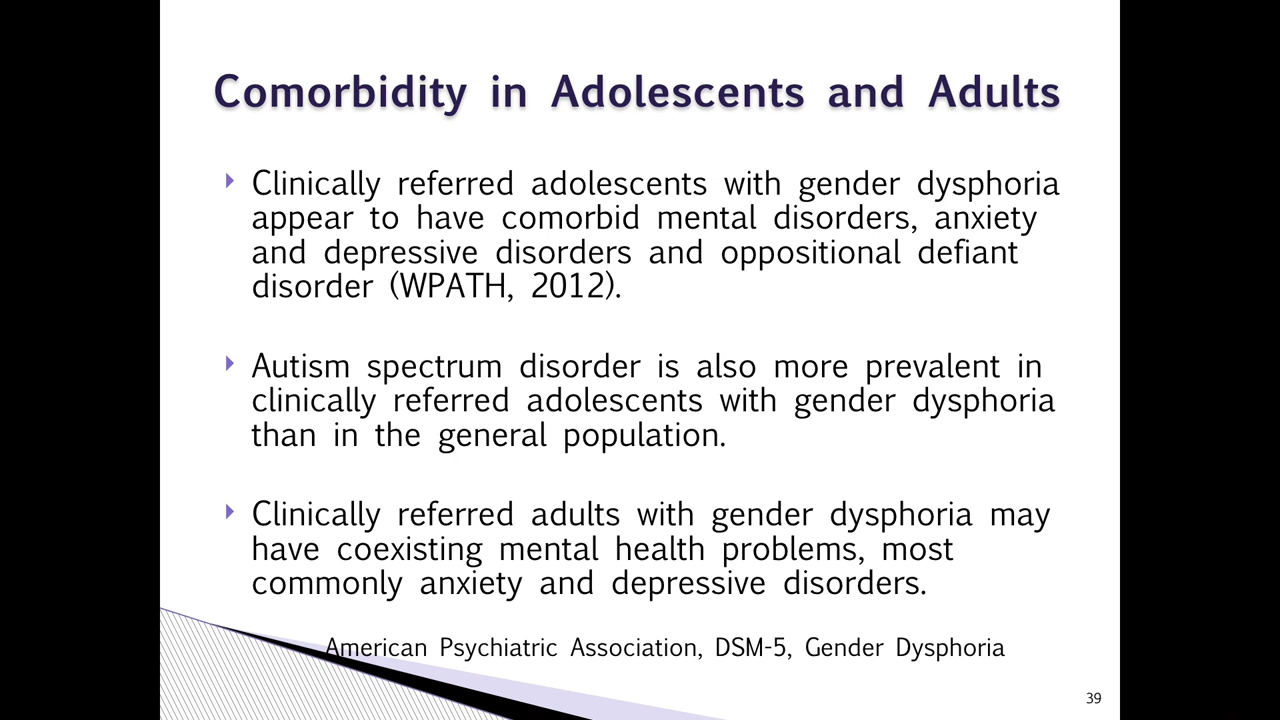 Comorbidity in Adolescents and Adults
Clinically referred adolescents with gender dysphoria
appear to have comorbid mental disorders, anxiety
and depressive disorders and oppositional defiant
disorder (WPATH, 2012).
Autism spectrum disorder is also more prevalent in
clinically referred adolescents with gender dysphoria
than in the general population.
Clinically referred adults with gender dysphoria may
have coexisting mental health problems, most
commonly anxiety and depressive disorders.
American Psychiatric Association, DSM-5, Gender Dysphoria
39